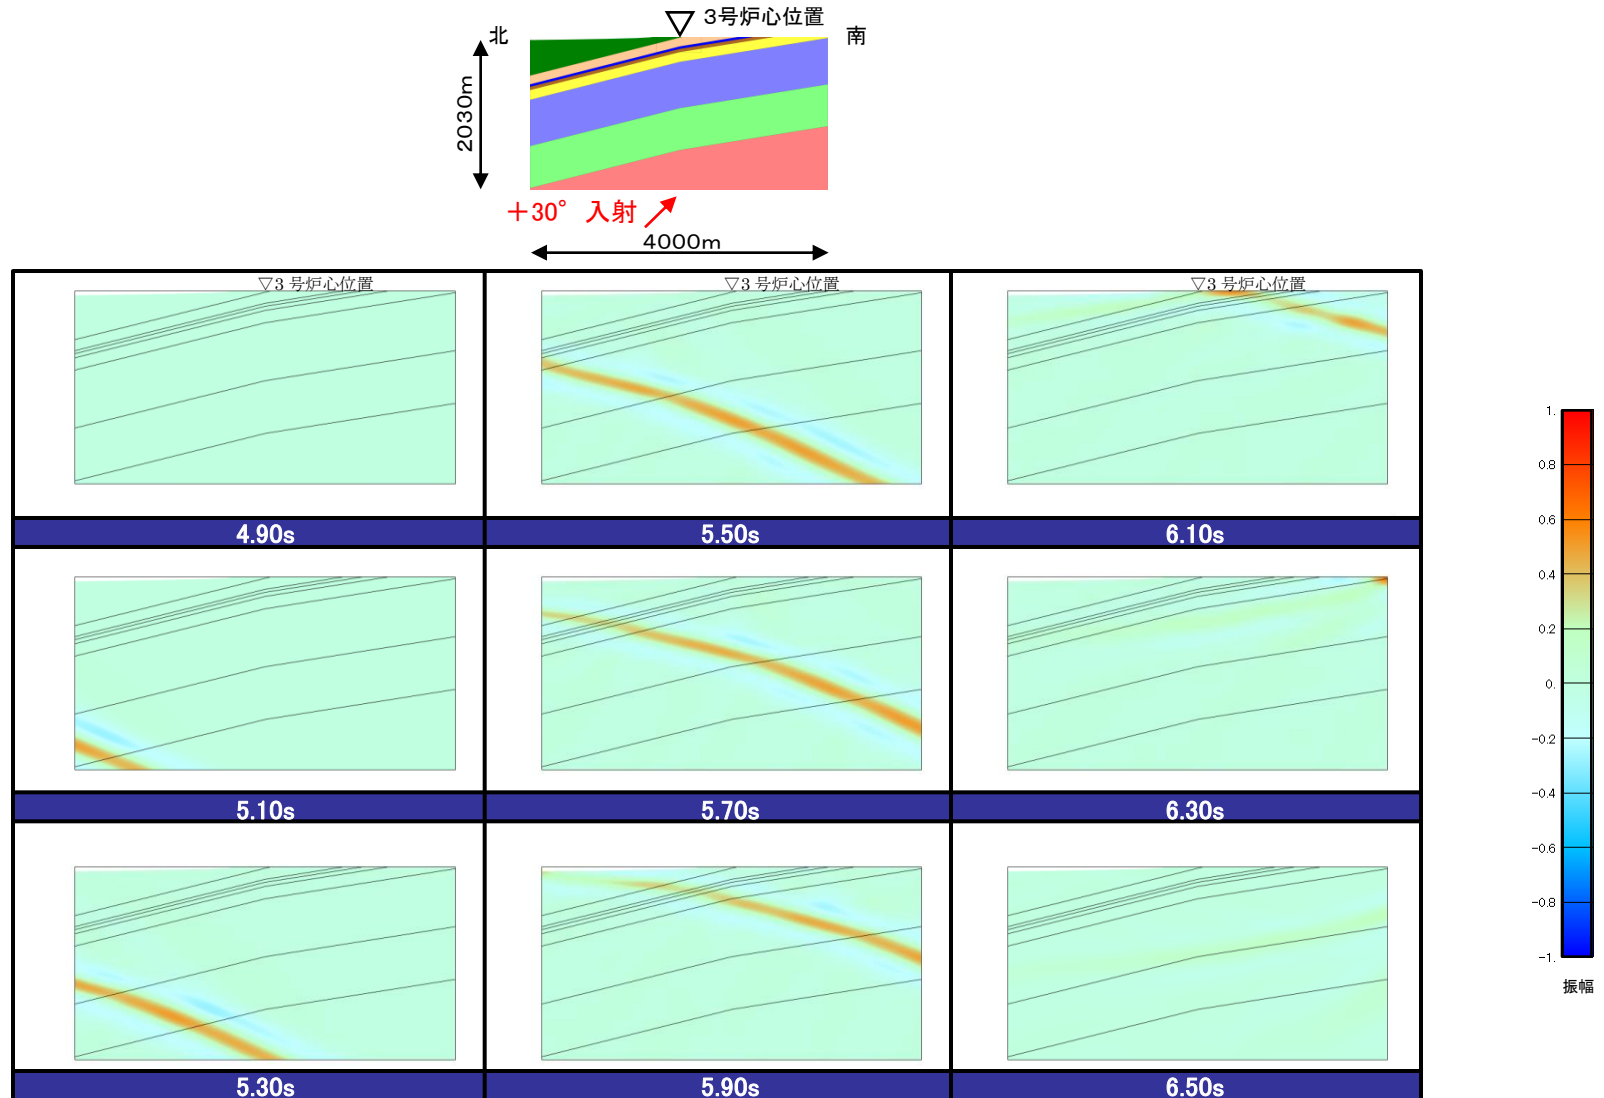 3号炉心位置
北
南
2030m
+30° 入射
4000m
▽3 号炉心位置
▽3 号炉心位置
▽3 号炉心位置
4.90s
5.50s
6.10s
5.10s
5.70s
6.30s
5.30s
5.90s
6.50s
1.
0.8
0.6
0.4
0.2
0.
-0.2
-0.4
-0.6
-0.8
-1.
振幅